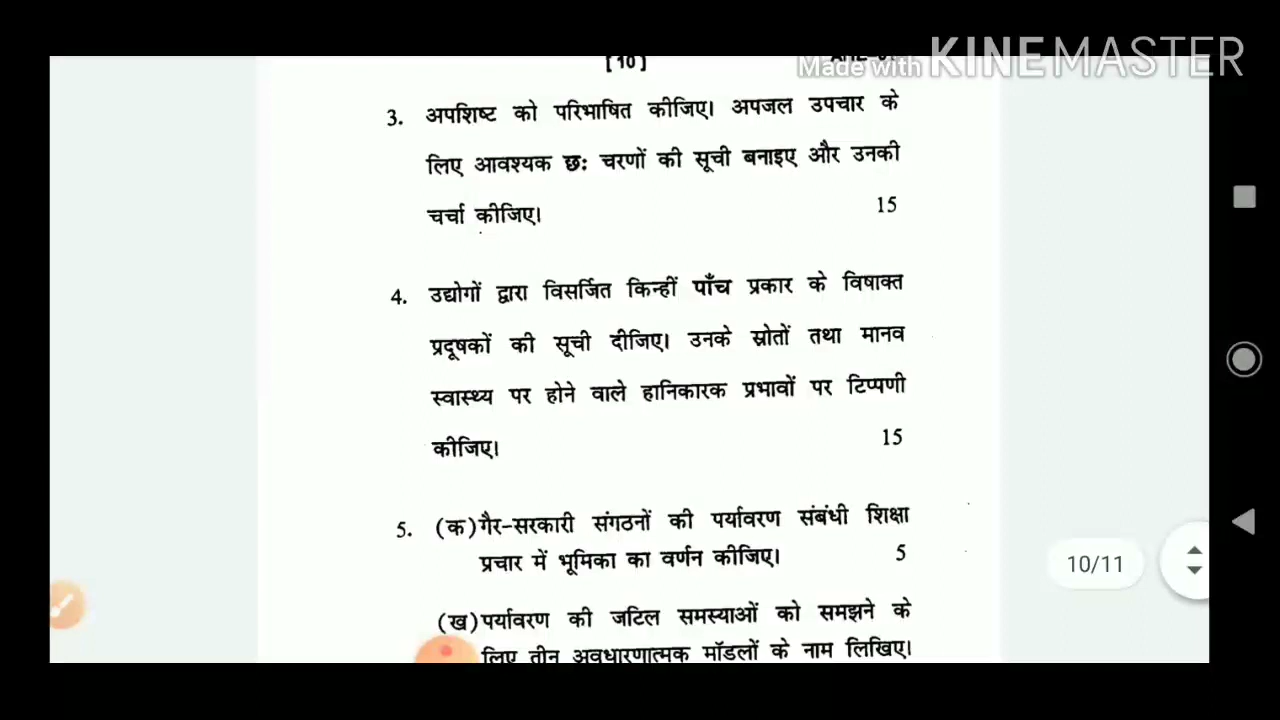 [10]
Made with KINEMASTER
3. अपशिष्ट को परिभाषित कीजिए। अपजल उपचार के
लिए आवश्यक छः चरणों की सूची बनाइए और उनकी
चर्चा कीजिए। 15
4. उद्योगों द्वारा विसर्जित किन्हीं पाँच प्रकार के विषाक्त
प्रदूषकों की सूची दीजिए। उनके स्रोतों तथा मानव
स्वास्थ्य पर होने वाले हानिकारक प्रभावों पर टिप्पणी
कीजिए। 15
5. (क) गैर-सरकारी संगठनों की पर्यावरण संबंधी शिक्षा
प्रचार में भूमिका का वर्णन कीजिए। 5
10/11
(ख) पर्यावरण की जटिल समस्याओं को समझने के
लिए तीन अवधारणात्मक मॉडलों के नाम लिखिए।